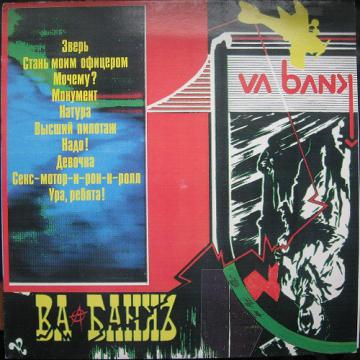 Зверь
Стань моим офицером
Почему?
Монумент
Натура
Высший пилотаж
Надо!
Девочка
Секс-мотор-и-рок-н-ролл
Ура, ребята!
VA BANK
ВА БАНКЪ